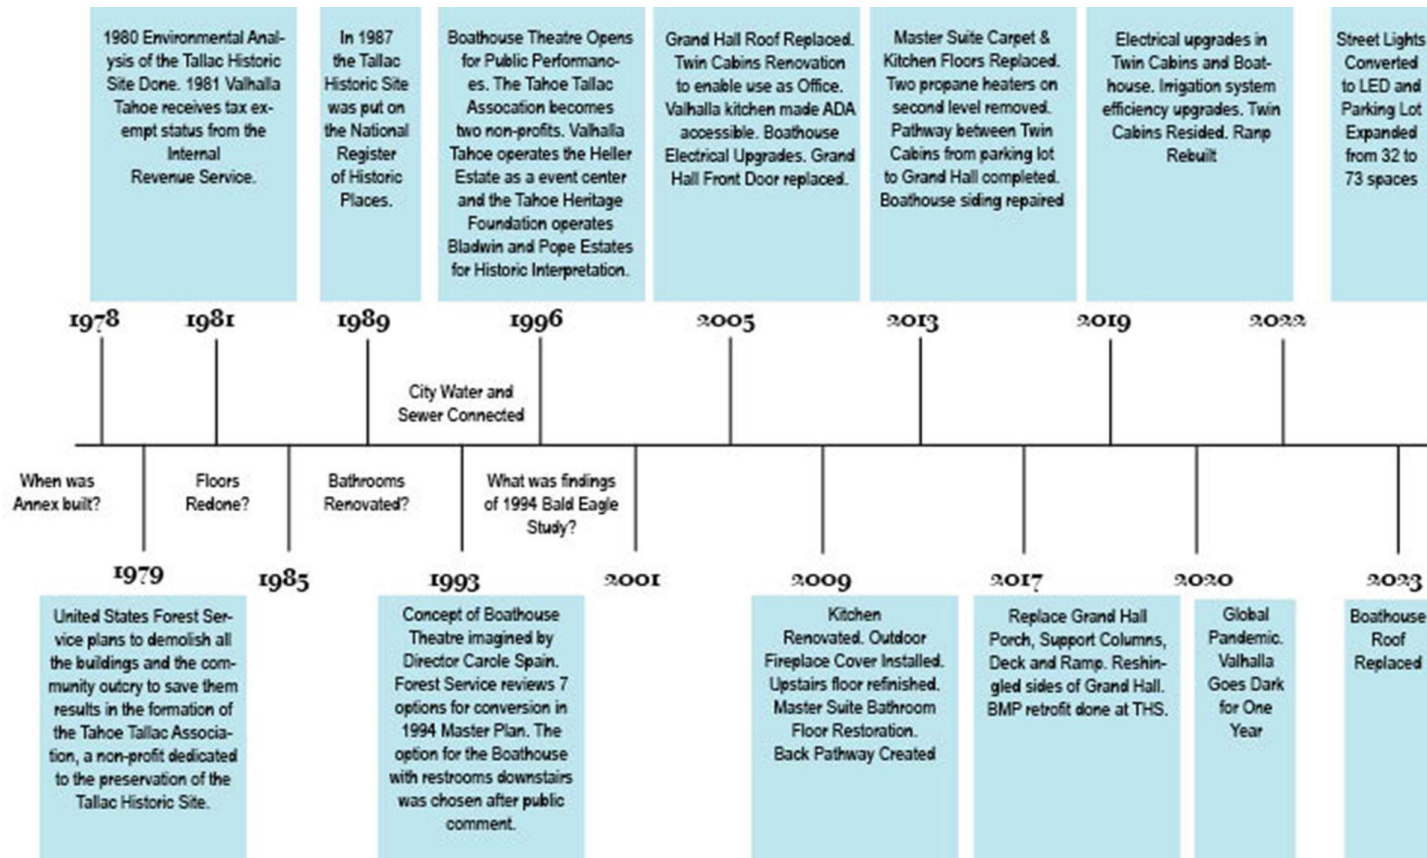 1980 Environmental Anal-
ysis of the Tallac Historic
Site Done. 1981 Valhalla
Tahoe receives tax ex-
empt status from the
Internal
Revenue Service.
In 1987
the Tallac
Historic Site
was put on
the National
Register
of Historic
Places.
Boathouse Theatre Opens
for Public Performanc-
es. The Tahoe Tallac
Assocation becomes
two non-profits. Valhalla
Tahoe operates the Heller
Estate as a event center
and the Tahoe Heritage
Foundation operates
Bladwin and Pope Estates
for Historic Interpretation.
Grand Hall Roof Replaced.
Twin Cabins Renovation
to enable use as Office.
Valhalla kitchen made ADA
accessible. Boathouse
Electrical Upgrades. Grand
Hall Front Door replaced.
Master Suite Carpet &
Kitchen Floors Replaced.
Two propane heaters on
second level removed.
Pathway between Twin
Cabins from parking lot
to Grand Hall completed.
Boathouse siding repaired
Electrical upgrades in
Twin Cabins and Boat-
house. Irrigation system
efficiency upgrades. Twin
Cabins Resided. Ranp
Rebuilt
Street Lights
Converted
to LED and
Parking Lot
Expanded
from 32 to
73 spaces
1978
1981
1989
1996
2005
2013
2019
2022
City Water and
Sewer Connected
When was
Annex built?
Floors
Redone?
Bathrooms
Renovated?
What was findings
of 1994 Bald Eagle
Study?
1979
1985
1993
2001
2009
2017
2020
2023
United States Forest Ser-
vice plans to demolish all
the buildings and the com-
munity outcry to save them
results in the formation of
the Tahoe Tallac Associa-
tion, a non-profit dedicated
to the preservation of the
Tallac Historic Site.
Concept of Boathouse
Theatre imagined by
Director Carole Spain.
Forest Service reviews 7
options for conversion in
1994 Master Plan. The
option for the Boathouse
with restrooms downstairs
was chosen after public
comment.
Kitchen
Renovated. Outdoor
Fireplace Cover Installed.
Upstairs floor refinished.
Master Suite Bathroom
Floor Restoration.
Back Pathway Created
Replace Grand Hall
Porch, Support Columns,
Deck and Ramp. Reshin-
gled sides of Grand Hall.
BMP retrofit done at THS.
Global
Pandemic.
Valhalla
Goes Dark
for One
Year
Boathouse
Roof
Replaced